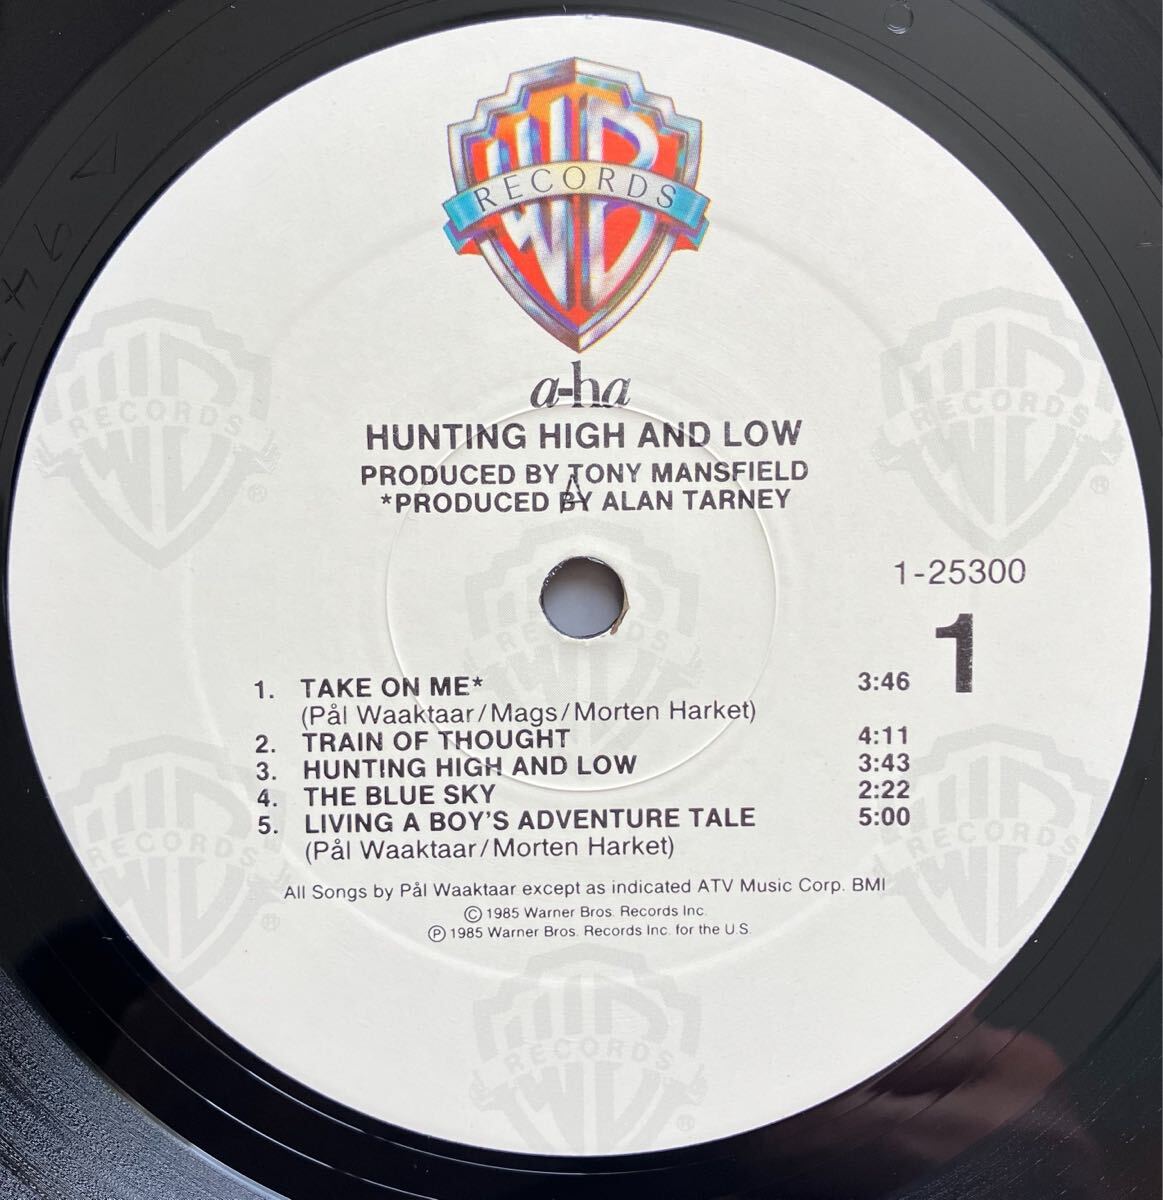 WB
RECORDS
a-ha
HUNTING HIGH AND LOW
PRODUCED BY TONY MANSFIELD
*PRODUCED BY ALAN TARNEY
1-25300
1
1. TAKE ON ME* 3:46
(Pål Waaktaar/Mags/Morten Harket)
2. TRAIN OF THOUGHT 4:11
3. HUNTING HIGH AND LOW 3:43
4. THE BLUE SKY 2:22
5. LIVING A BOY'S ADVENTURE TALE 5:00
(Pål Waaktaar/Morten Harket)
All Songs by Pål Waaktaar except as indicated ATV Music Corp. BMI
© 1985 Warner Bros. Records Inc.
℗ 1985 Warner Bros. Records Inc. for the U.S.